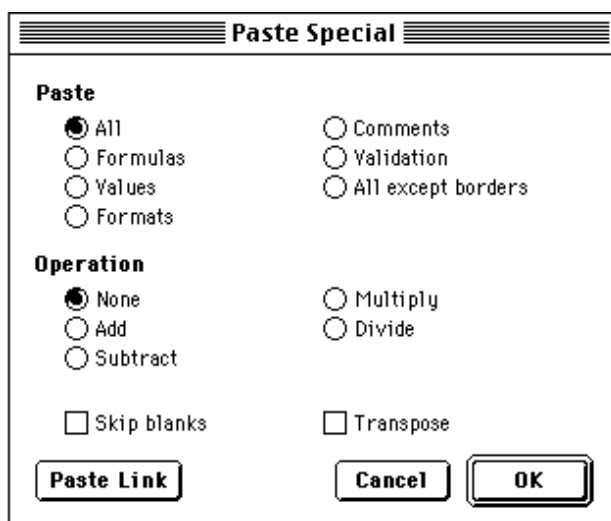 Paste Special
Paste
All
Comments
Formulas
Validation
Values
All except borders
Formats
Operation
None
Multiply
Add
Divide
Subtract
Skip blanks
Transpose
Paste Link
Cancel
OK